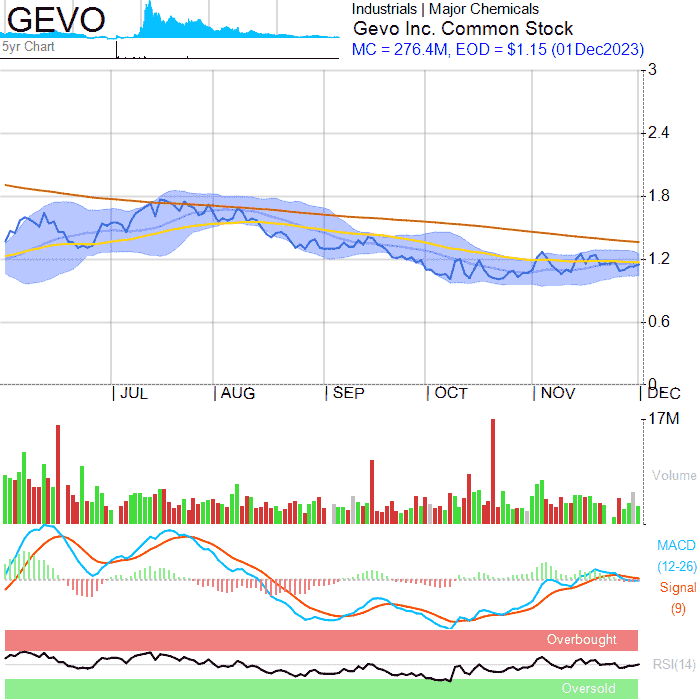 GEVO
5yr Chart
Industrials | Major Chemicals
Gevo Inc. Common Stock
MC = 276.4M, EOD = $1.15 (01Dec2023)
3
2.4
1.8
1.2
0.6
0
JUL AUG SEP OCT NOV DEC
17M
Volume
MACD
(12-26)
Signal
(9)
Overbought
RSI(14)
Oversold